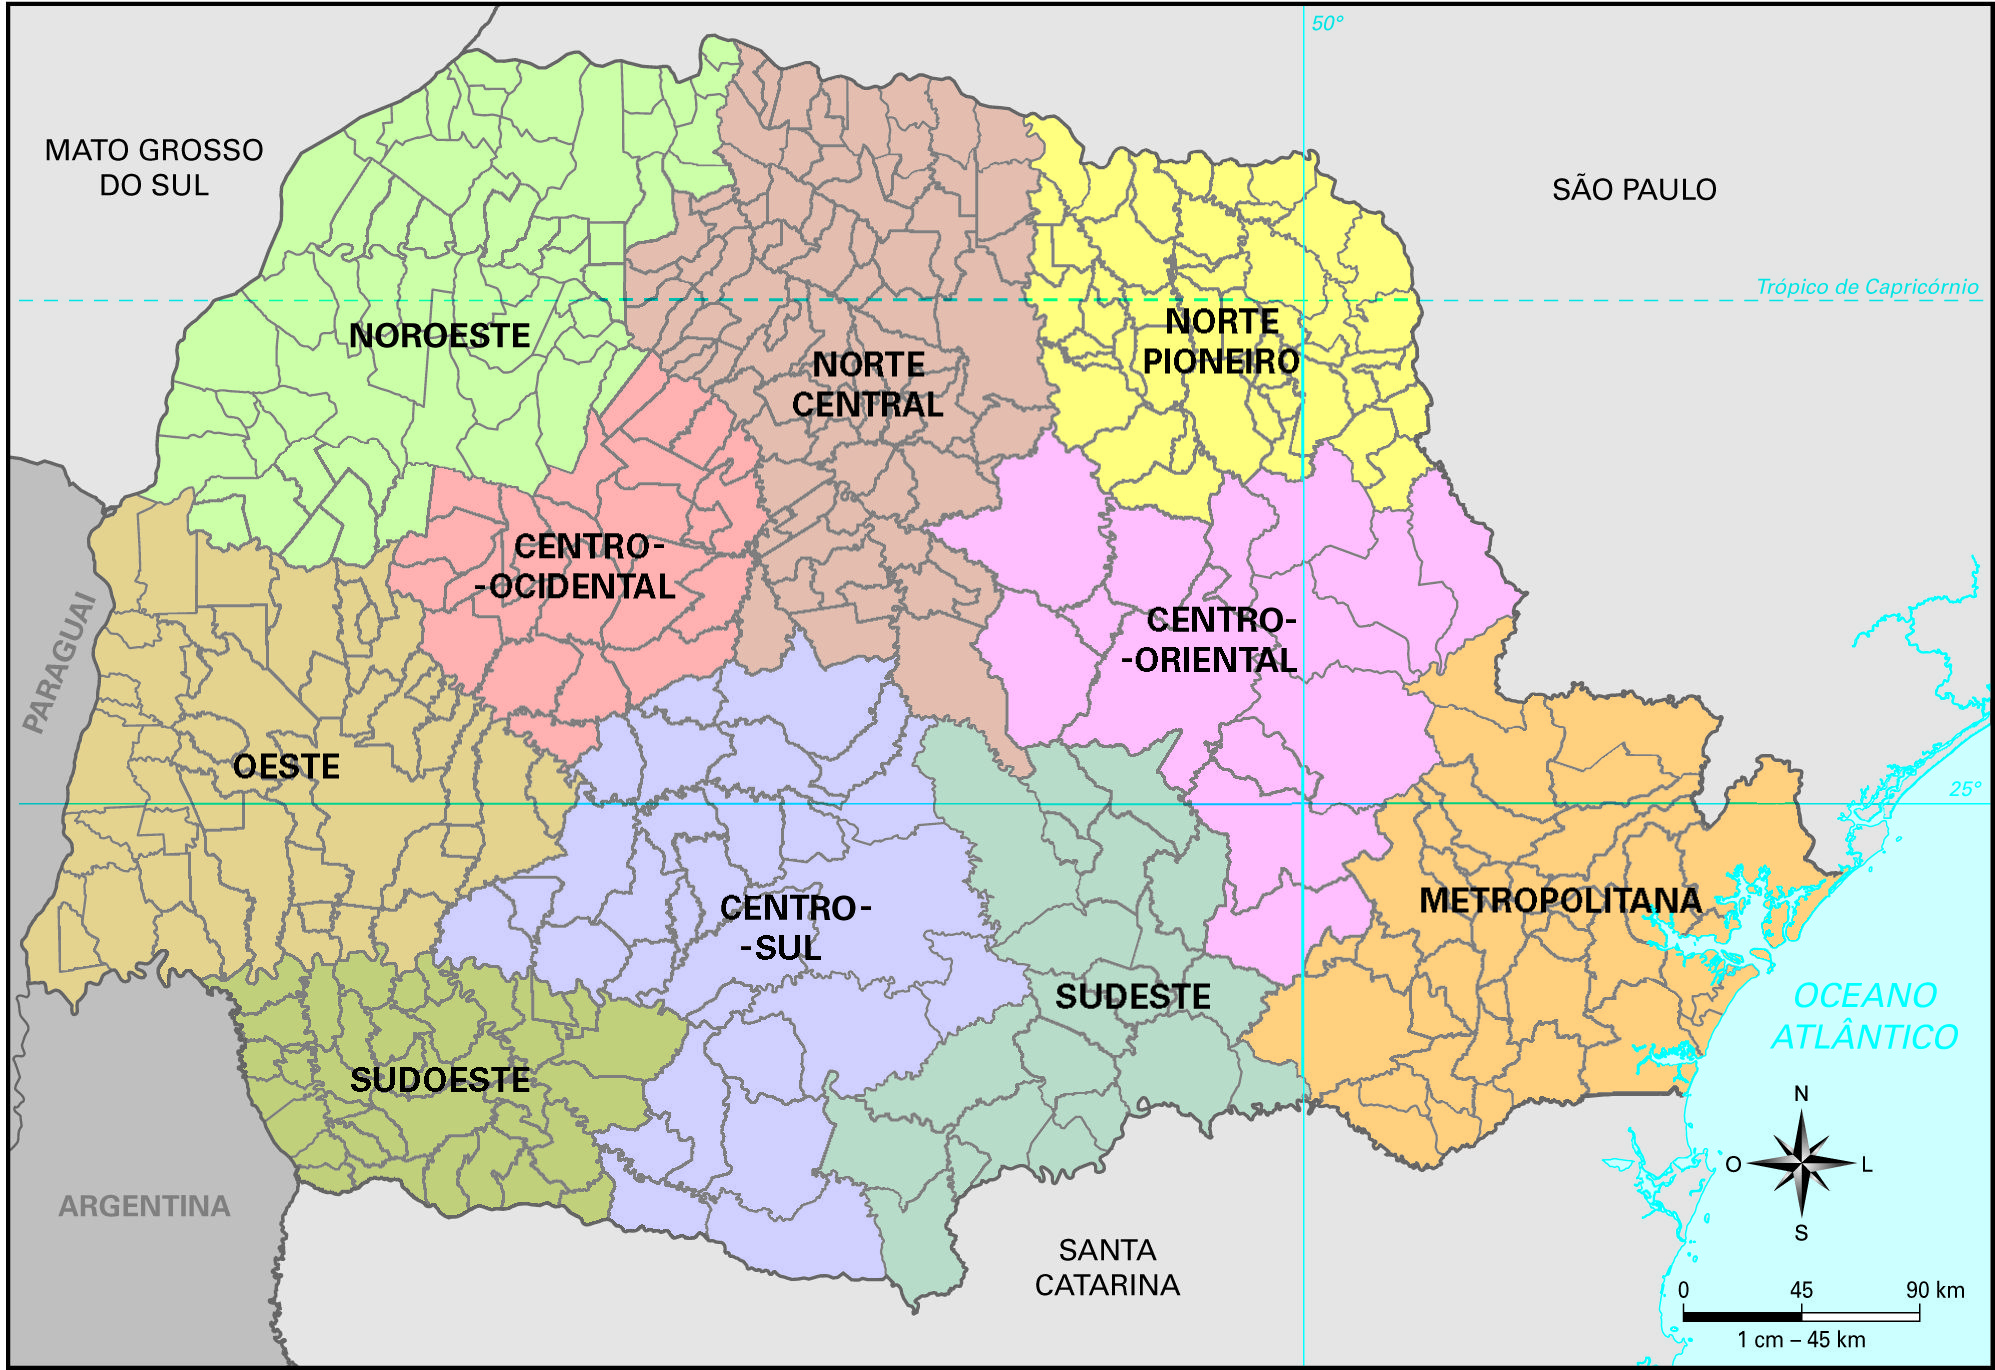 50°
MATO GROSSO
DO SUL
SÃO PAULO
Trópico de Capricórnio
NOROESTE
NORTE
PIONEIRO
NORTE
CENTRAL
CENTRO-
-OCIDENTAL
CENTRO-
-ORIENTAL
PARAGUAI
OESTE
25°
METROPOLITANA
CENTRO-
-SUL
SUDESTE
OCEANO
ATLÂNTICO
SUDOESTE
N
O
L
S
ARGENTINA
SANTA
CATARINA
0 45 90 km
1 cm – 45 km